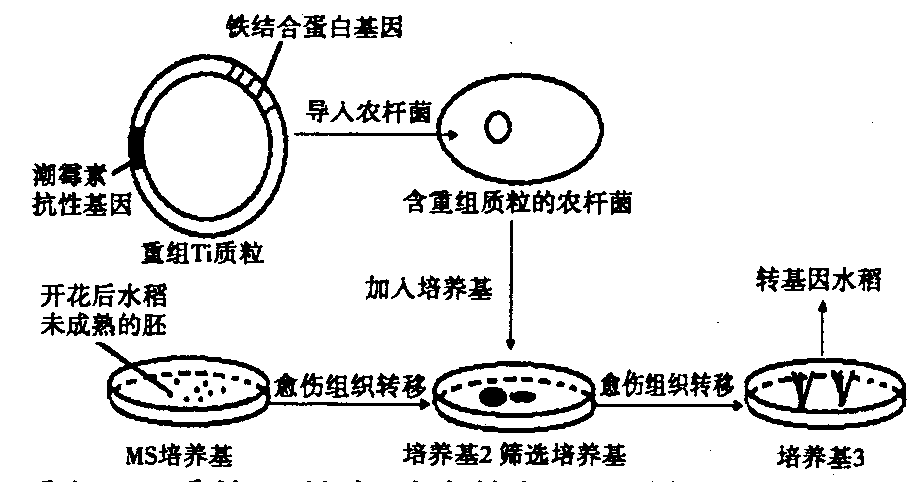 铁结合蛋白基因
导入农杆菌
潮霉素
抗性基因
重组Ti质粒
含重组质粒的农杆菌
开花后水稻
未成熟的胚
加入培养基
转基因水稻
愈伤组织转移
愈伤组织转移
MS培养基
培养基2 筛选培养基
培养基3